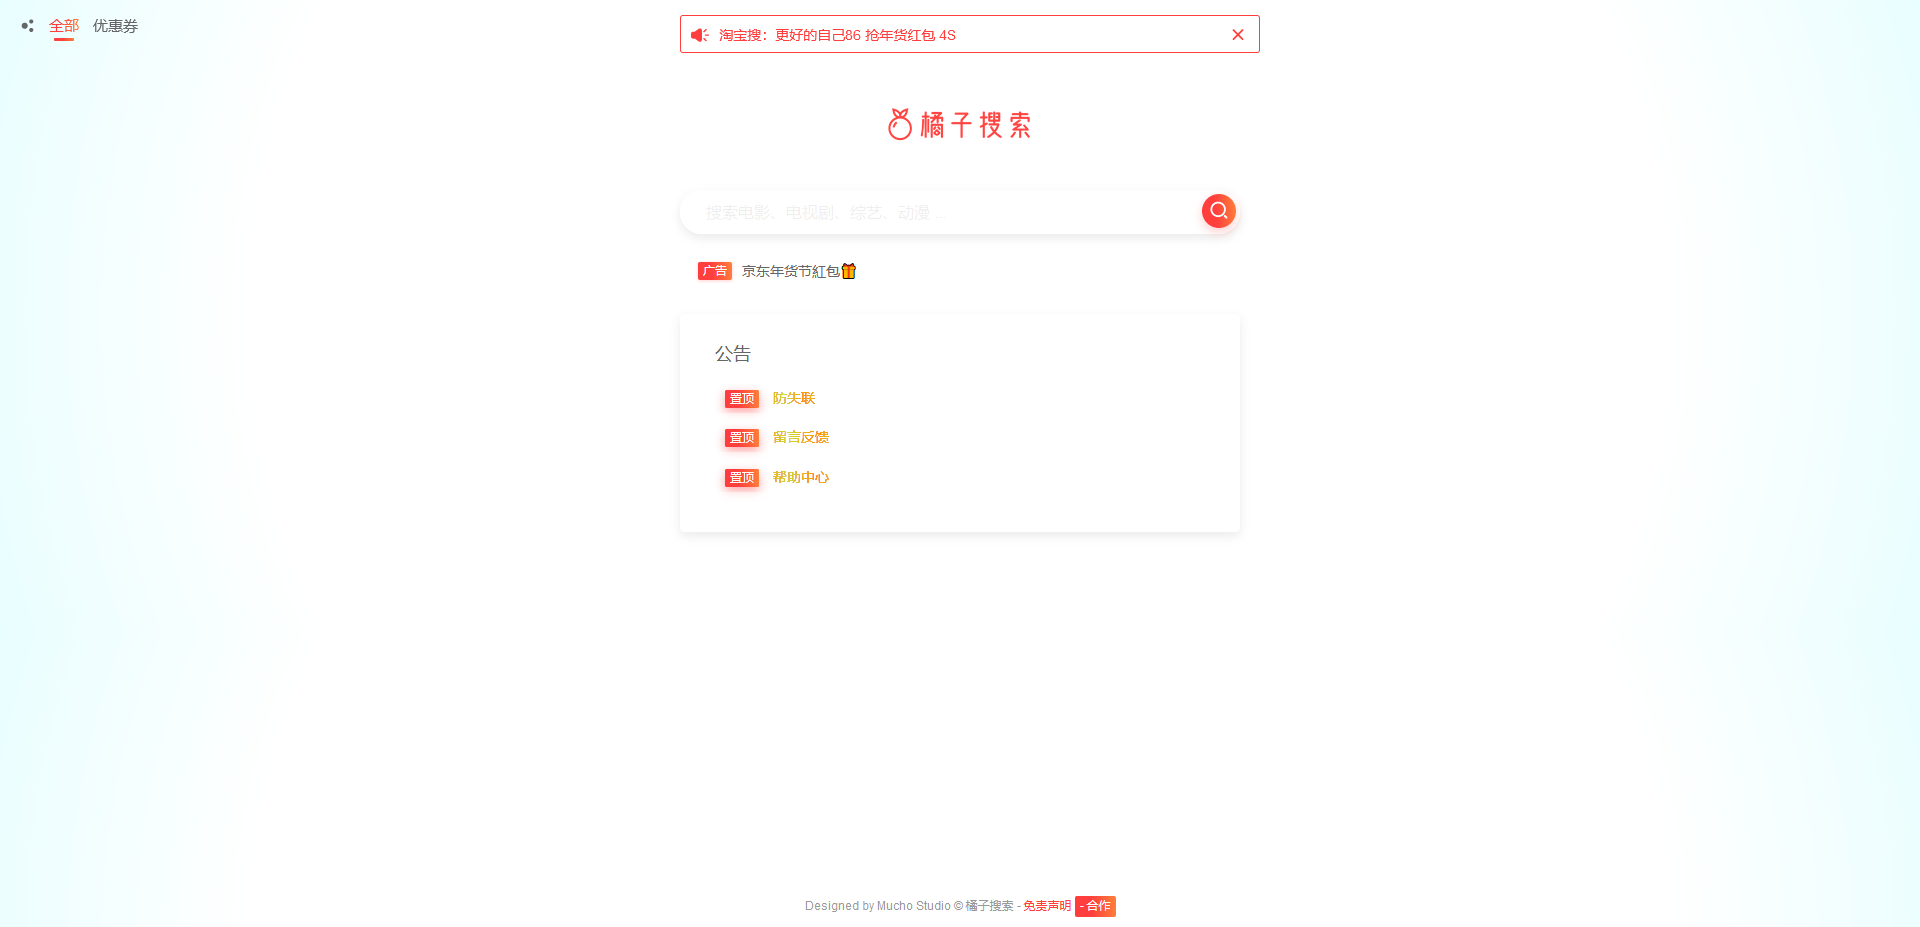 全部 优惠券
淘宝搜：更好的自己86 抢年货红包 4S
橘子搜索
搜索电影、电视剧、综艺、动漫 ...
广告 京东年货节紅包
公告
置顶 防失联
置顶 留言反馈
置顶 帮助中心
Designed by Mucho Studio © 橘子搜索 - 免责声明 - 合作